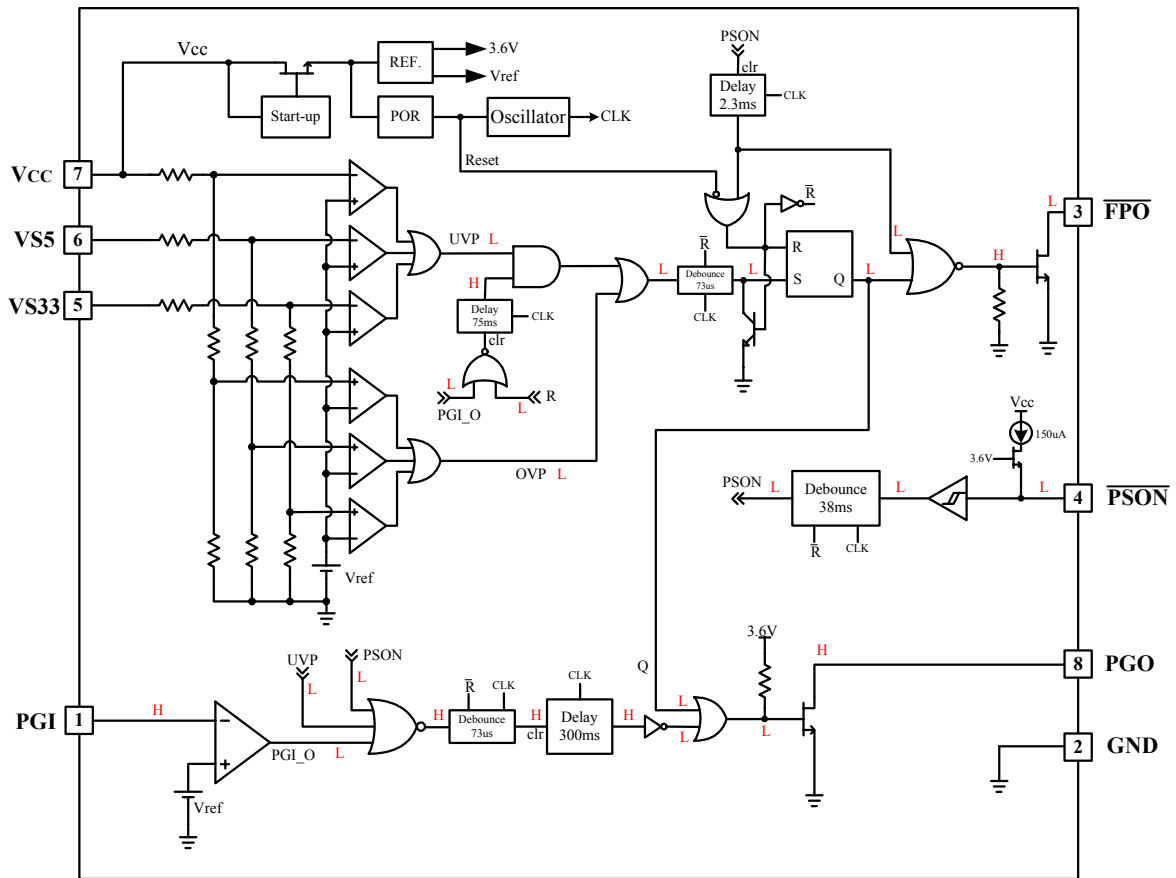 Vcc
REF.
3.6V
Vref
Start-up
POR
Oscillator
CLK
Reset
PSON
clr
Delay
2.3ms
CLK
VCC
7
VS5
6
VS33
5
UVP L
H
Delay
75ms
CLK
clr
L
PGI_O
L
R
OVP L
L
R̅
Debounce
73us
CLK
L
R̅
R
S
Q
L
L
H
L
3
F̅P̅O̅
Vcc
150uA
3.6V
PSON
L
Debounce
38ms
R̅
CLK
L
L
4
P̅S̅O̅N̅
Vref
UVP
L
PSON
L
PGI
1
H
PGI_O
L
Vref
H
R̅
CLK
Debounce
73us
H
clr
CLK
Delay
300ms
H
Q
L
L
3.6V
L
H
8
PGO
2
GND